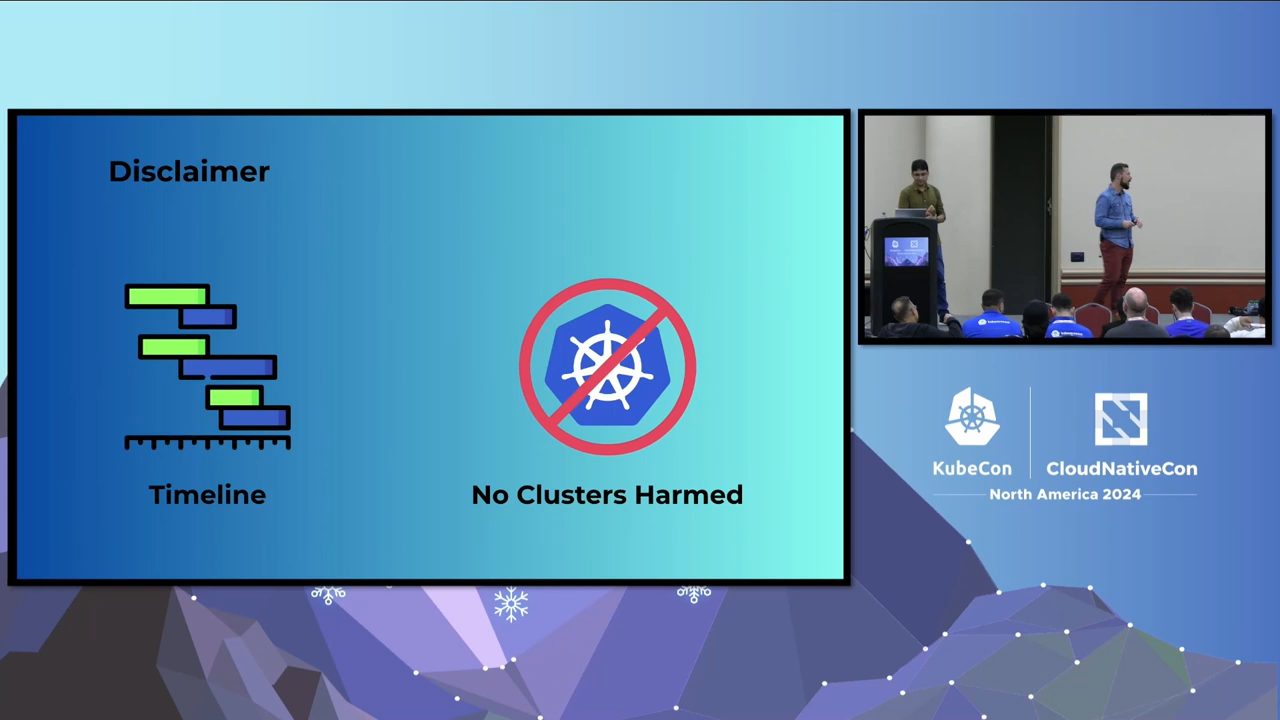 Disclaimer
Timeline
No Clusters Harmed
KubeCon
CloudNativeCon
North America 2024